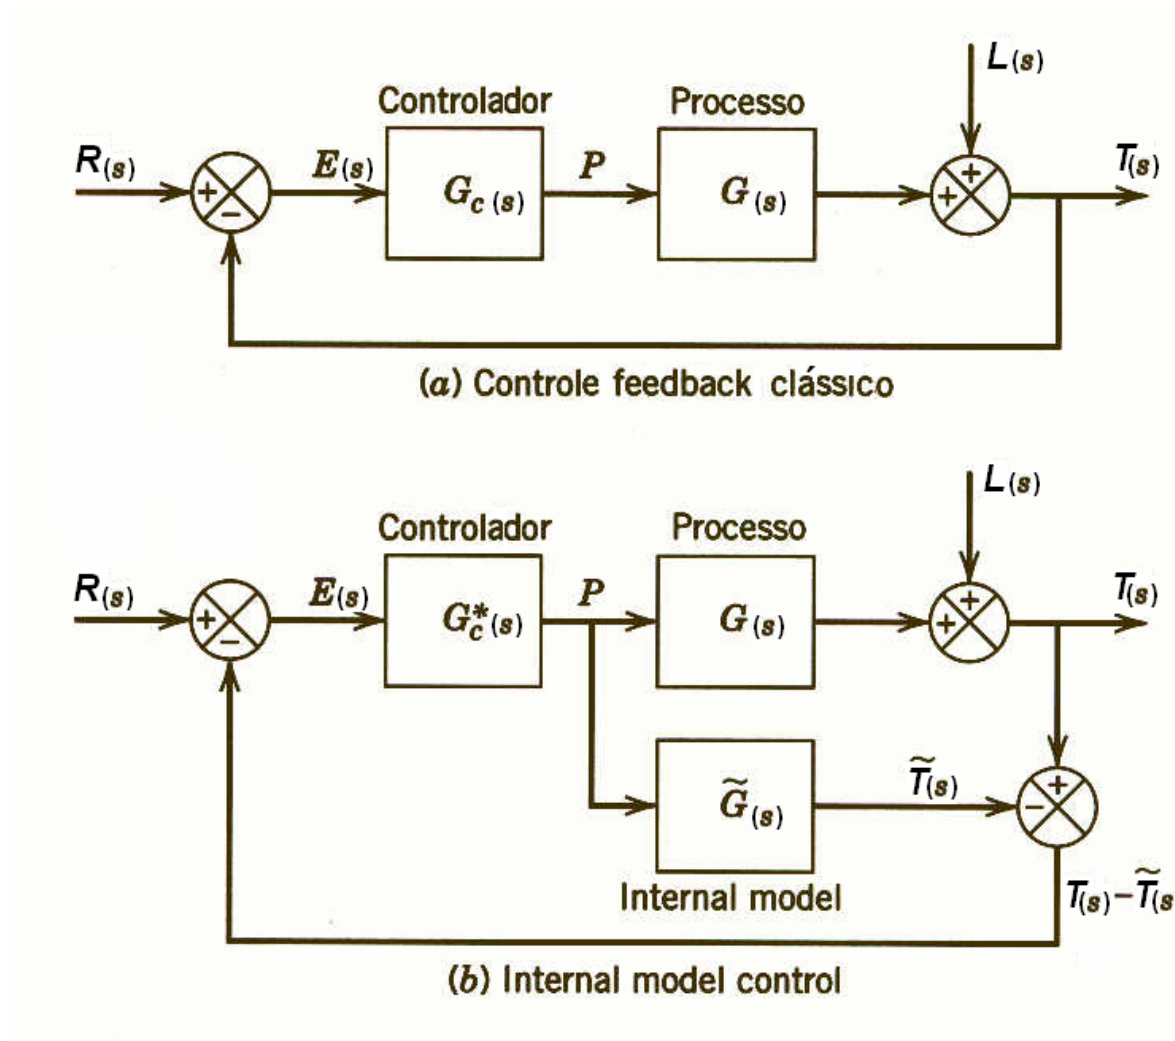 L(s)
Controlador Processo
R(s) E(s) P T(s)
+ − Gc (s) G(s) + +
(a) Controle feedback clássico
L(s)
Controlador Processo
R(s) E(s) P T(s)
+ − G*c (s) G(s) + +
G̃(s) T̃(s) − +
Internal model T(s)−T̃(s
(b) Internal model control